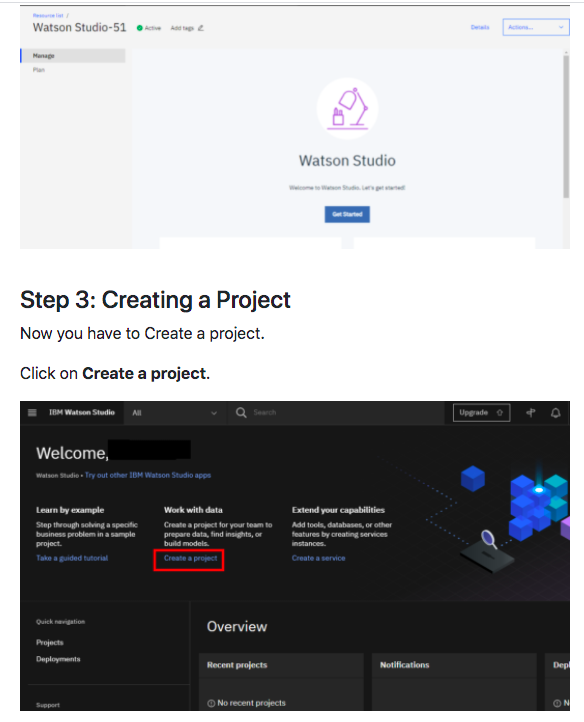 Resource list /
Watson Studio-51 Active Add tags Details Actions...
Manage
Plan
Watson Studio
Welcome to Watson Studio. Let's get started!
Get Started
Step 3: Creating a Project
Now you have to Create a project.
Click on Create a project.
IBM Watson Studio All Search Upgrade
Welcome,
Watson Studio • Try out other IBM Watson Studio apps
Learn by example
Step through solving a specific
business problem in a sample
project.
Take a guided tutorial
Work with data
Create a project for your team to
prepare data, find insights, or
build models.
Create a project
Extend your capabilities
Add tools, databases, or other
features by creating services
instances.
Create a service
Quick navigation
Projects
Deployments
Support
Overview
Recent projects
No recent projects
Notifications
Depl
N